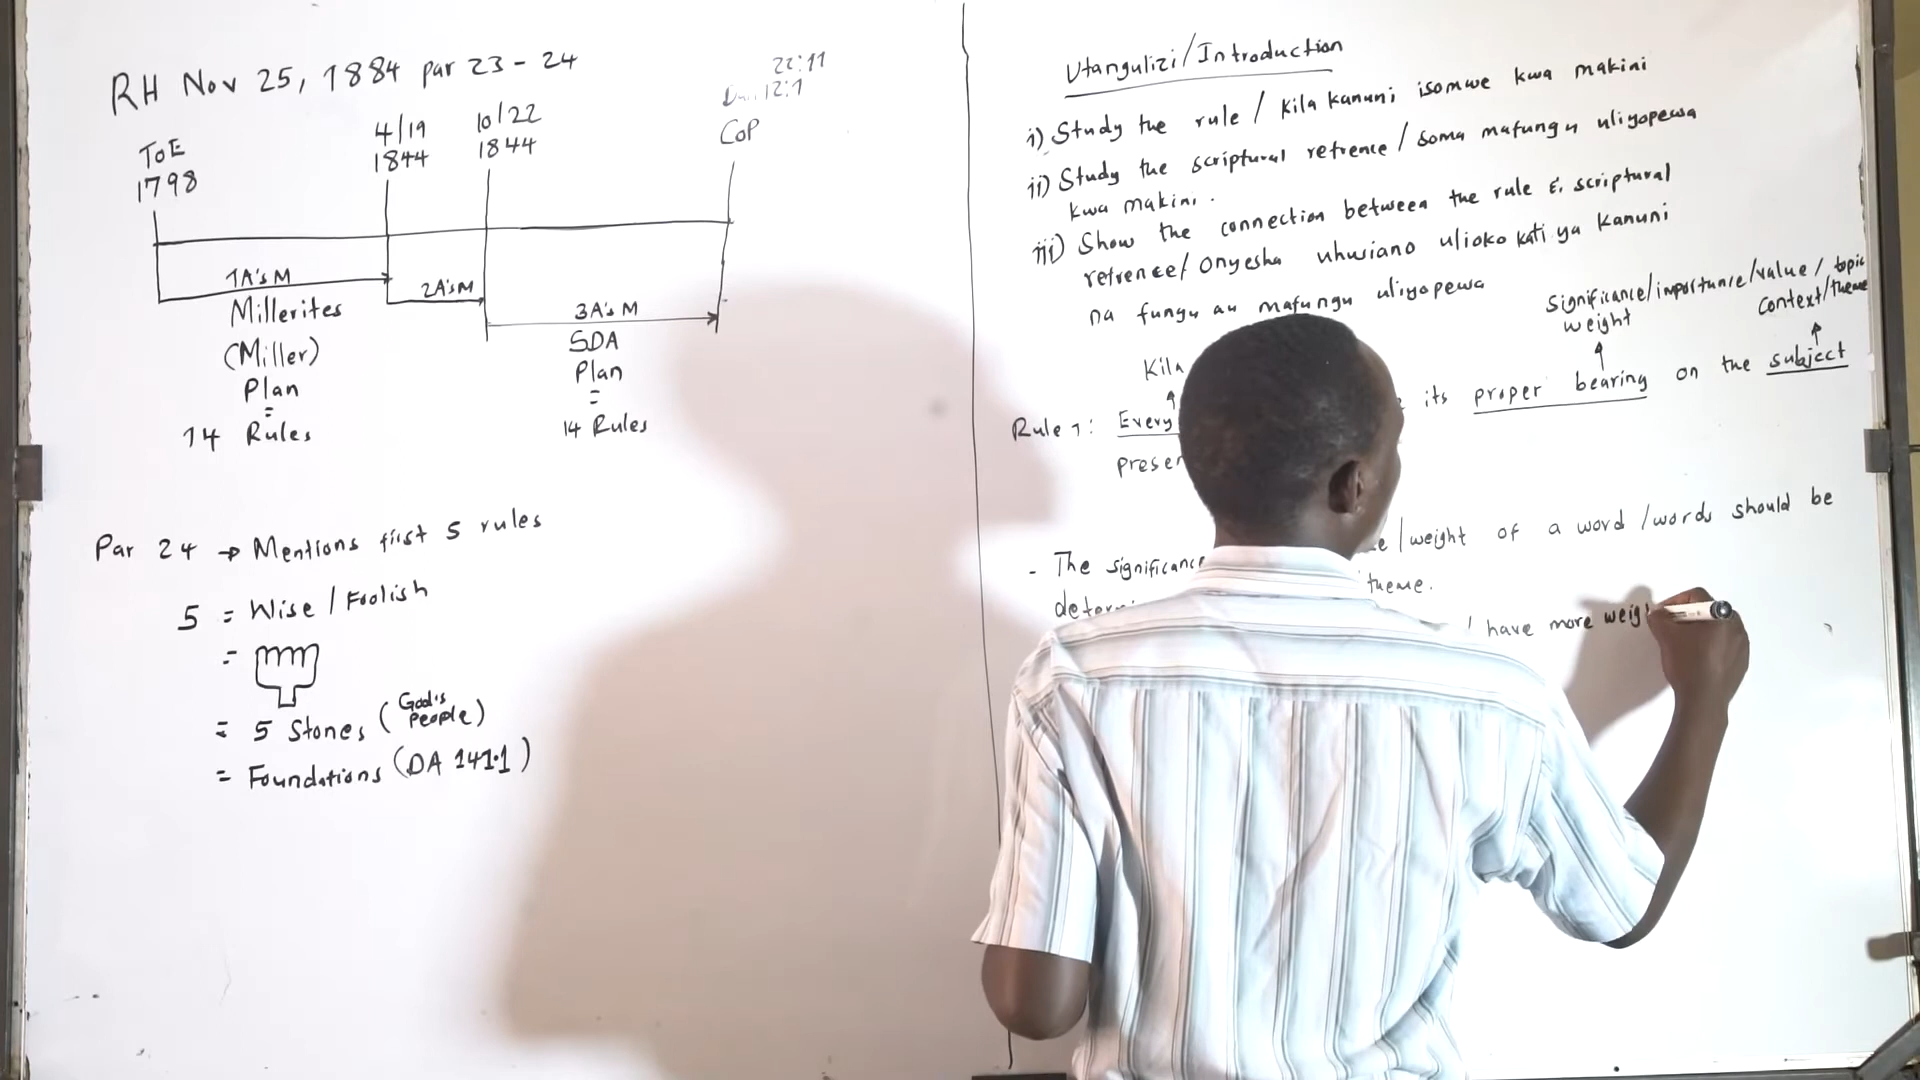 RH Nov 25, 1884 par 23 - 24
ToE
1798
4/19
1844
10/22
1844
22:11
12:1
CoP
1A's M
2A's M
3A's M
Millerites
(Miller)
Plan
=
14 Rules
SDA
Plan
=
14 Rules
Par 24 → Mentions first 5 rules
5 = Wise / Foolish
=
= 5 Stones (God's people)
= Foundations (DA 141.1)
Utangulizi/Introduction
i) Study the rule / kila kanuni isomwe kwa makini
ii) Study the scriptural refrence / soma mafungu uliyopewa
kwa makini.
iii) Show the connection between the rule & scriptural
refrence/ onyesha uhusiano ulioko kati ya kanuni
na fungu au mafungu uliyopewa
Significance/importance/value/
weight
topic
context/theme
Kila
Rule 1: Every its proper bearing on the subject
- The /weight of a word /words should be
theme.
/ have more